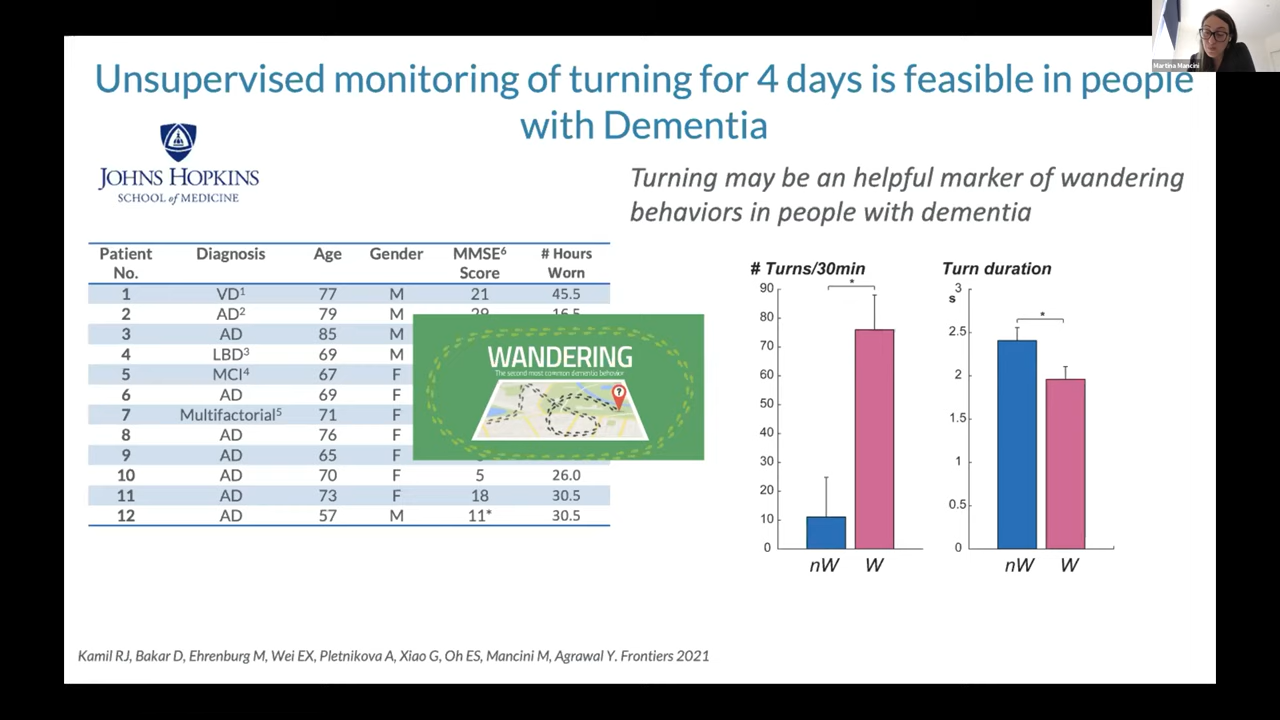 Martina Mancini
Unsupervised monitoring of turning for 4 days is feasible in people
with Dementia
JOHNS HOPKINS
SCHOOL of MEDICINE
Turning may be an helpful marker of wandering
behaviors in people with dementia
Patient No. Diagnosis Age Gender MMSE⁶ Score # Hours Worn
1 VD¹ 77 M 21 45.5
2 AD² 79 M 29 16.5
3 AD 85 M
4 LBD³ 69 M
5 MCI⁴ 67 F
6 AD 69 F
7 Multifactorial⁵ 71 F
8 AD 76 F
9 AD 65 F
10 AD 70 F 5 26.0
11 AD 73 F 18 30.5
12 AD 57 M 11* 30.5
WANDERING
The second most common dementia behavior
?
# Turns/30min
*
90
80
70
60
50
40
30
20
10
0
nW W
Turn duration
s
*
3
2.5
2
1.5
1
0.5
0
nW W
Kamil RJ, Bakar D, Ehrenburg M, Wei EX, Pletnikova A, Xiao G, Oh ES, Mancini M, Agrawal Y. Frontiers 2021